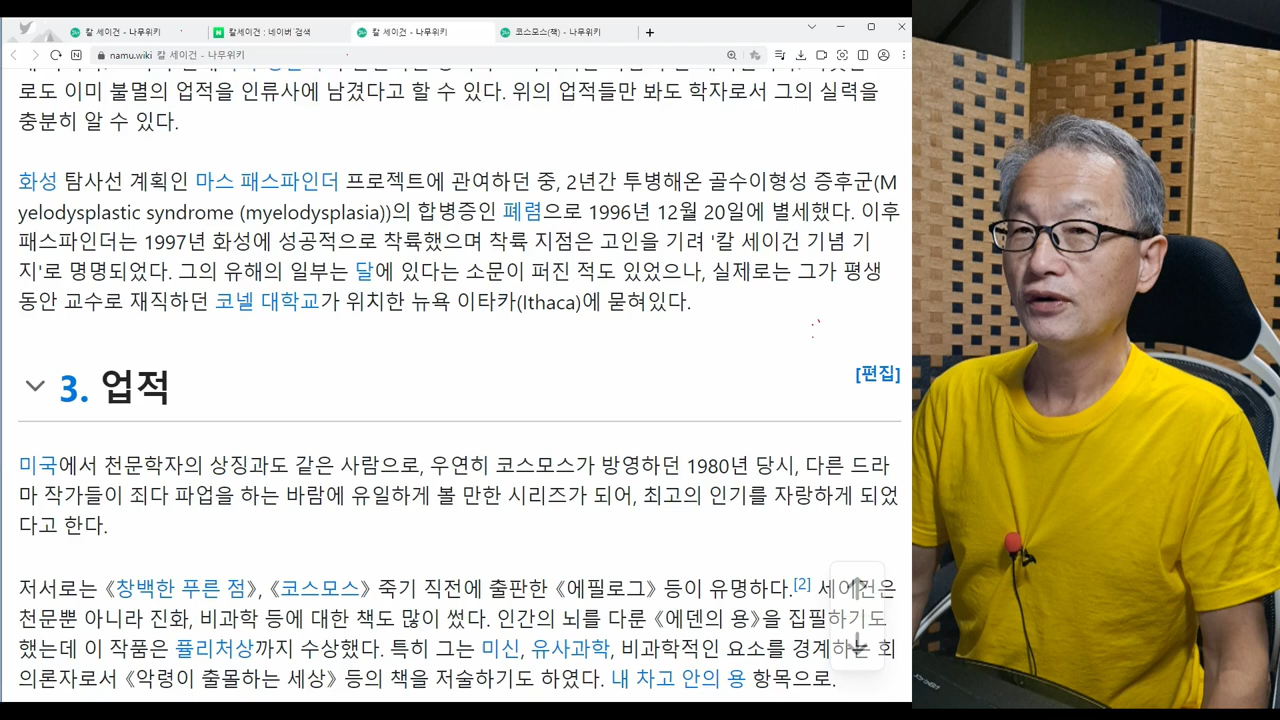 칼 세이건 - 나무위키
칼세이건 : 네이버 검색
칼 세이건 - 나무위키
코스모스(책) - 나무위키
namu.wiki 칼 세이건 - 나무위키
로도 이미 불멸의 업적을 인류사에 남겼다고 할 수 있다. 위의 업적들만 봐도 학자로서 그의 실력을
충분히 알 수 있다.
화성 탐사선 계획인 마스 패스파인더 프로젝트에 관여하던 중, 2년간 투병해온 골수이형성 증후군(M
yelodysplastic syndrome (myelodysplasia))의 합병증인 폐렴으로 1996년 12월 20일에 별세했다. 이후
패스파인더는 1997년 화성에 성공적으로 착륙했으며 착륙 지점은 고인을 기려 '칼 세이건 기념 기
지'로 명명되었다. 그의 유해의 일부는 달에 있다는 소문이 퍼진 적도 있었으나, 실제로는 그가 평생
동안 교수로 재직하던 코넬 대학교가 위치한 뉴욕 이타카(Ithaca)에 묻혀있다.
3. 업적
[편집]
미국에서 천문학자의 상징과도 같은 사람으로, 우연히 코스모스가 방영하던 1980년 당시, 다른 드라
마 작가들이 죄다 파업을 하는 바람에 유일하게 볼 만한 시리즈가 되어, 최고의 인기를 자랑하게 되었
다고 한다.
저서로는 《창백한 푸른 점》, 《코스모스》 죽기 직전에 출판한 《에필로그》 등이 유명하다.[2] 세이건은
천문뿐 아니라 진화, 비과학 등에 대한 책도 많이 썼다. 인간의 뇌를 다룬 《에덴의 용》을 집필하기도
했는데 이 작품은 퓰리처상까지 수상했다. 특히 그는 미신, 유사과학, 비과학적인 요소를 경계하는 회
의론자로서 《악령이 출몰하는 세상》 등의 책을 저술하기도 하였다. 내 차고 안의 용 항목으로.